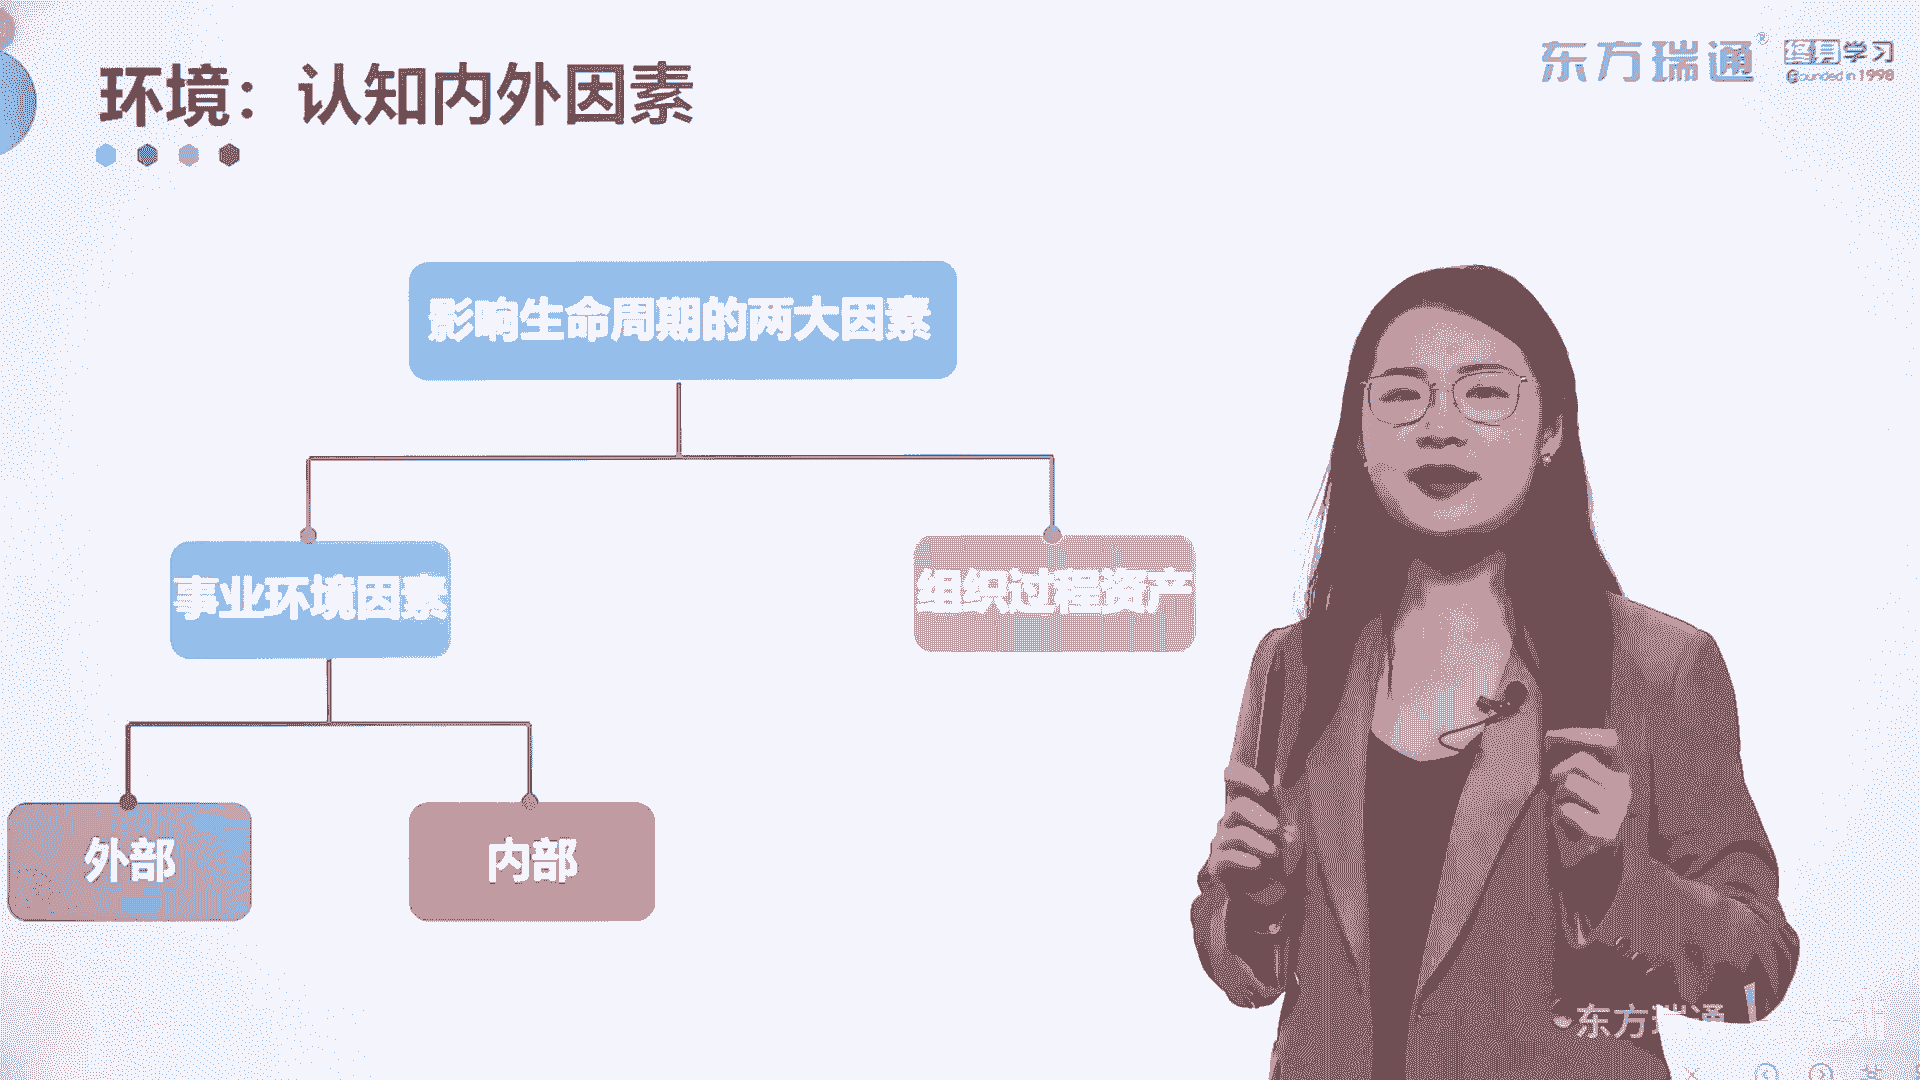 环境：认知内外因素
东方瑞通®
终身学习
Founded in 1998
影响生命周期的两大因素
事业环境因素
组织过程资产
外部
内部
东方瑞通